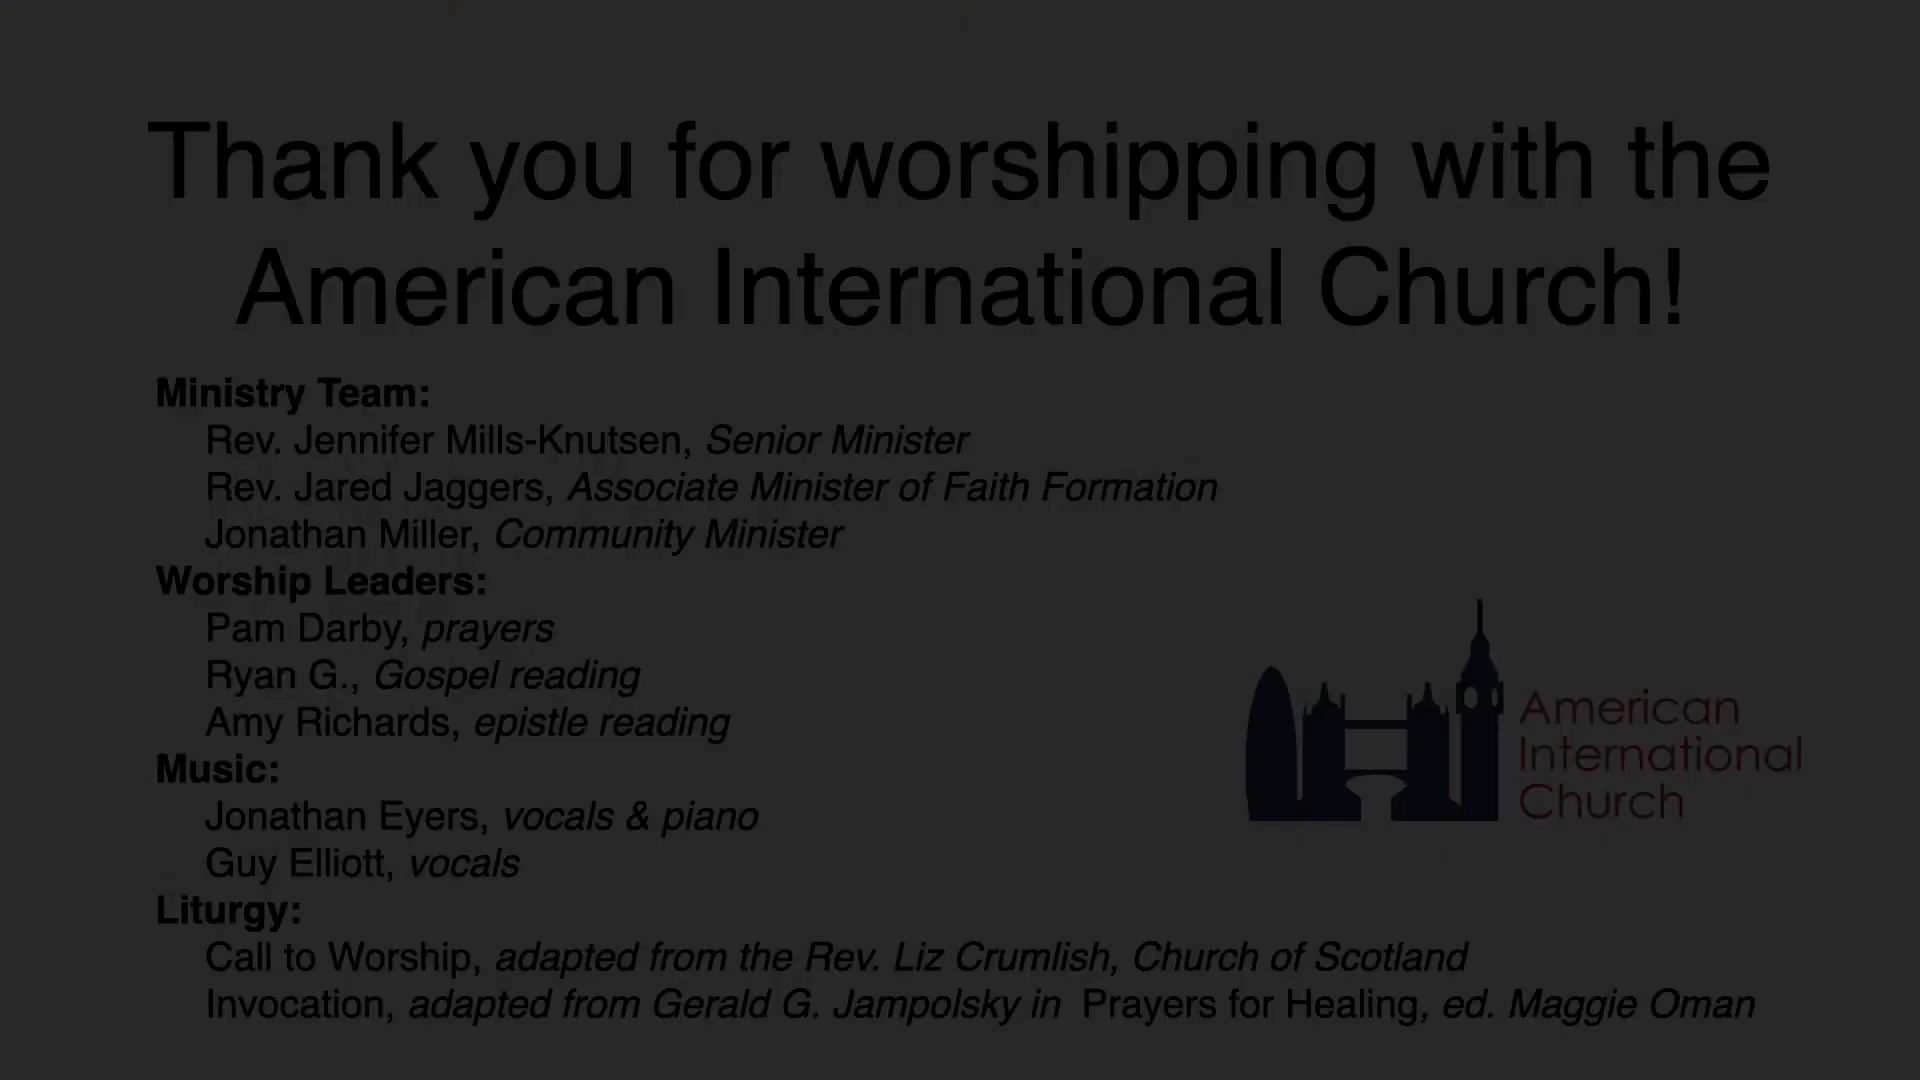 Thank you for worshipping with the
American International Church!
Ministry Team:
Rev. Jennifer Mills-Knutsen, Senior Minister
Rev. Jared Jaggers, Associate Minister of Faith Formation
Jonathan Miller, Community Minister
Worship Leaders:
Pam Darby, prayers
Ryan G., Gospel reading
Amy Richards, epistle reading
Music:
Jonathan Eyers, vocals & piano
Guy Elliott, vocals
Liturgy:
Call to Worship, adapted from the Rev. Liz Crumlish, Church of Scotland
Invocation, adapted from Gerald G. Jampolsky in Prayers for Healing, ed. Maggie Oman
American
International
Church